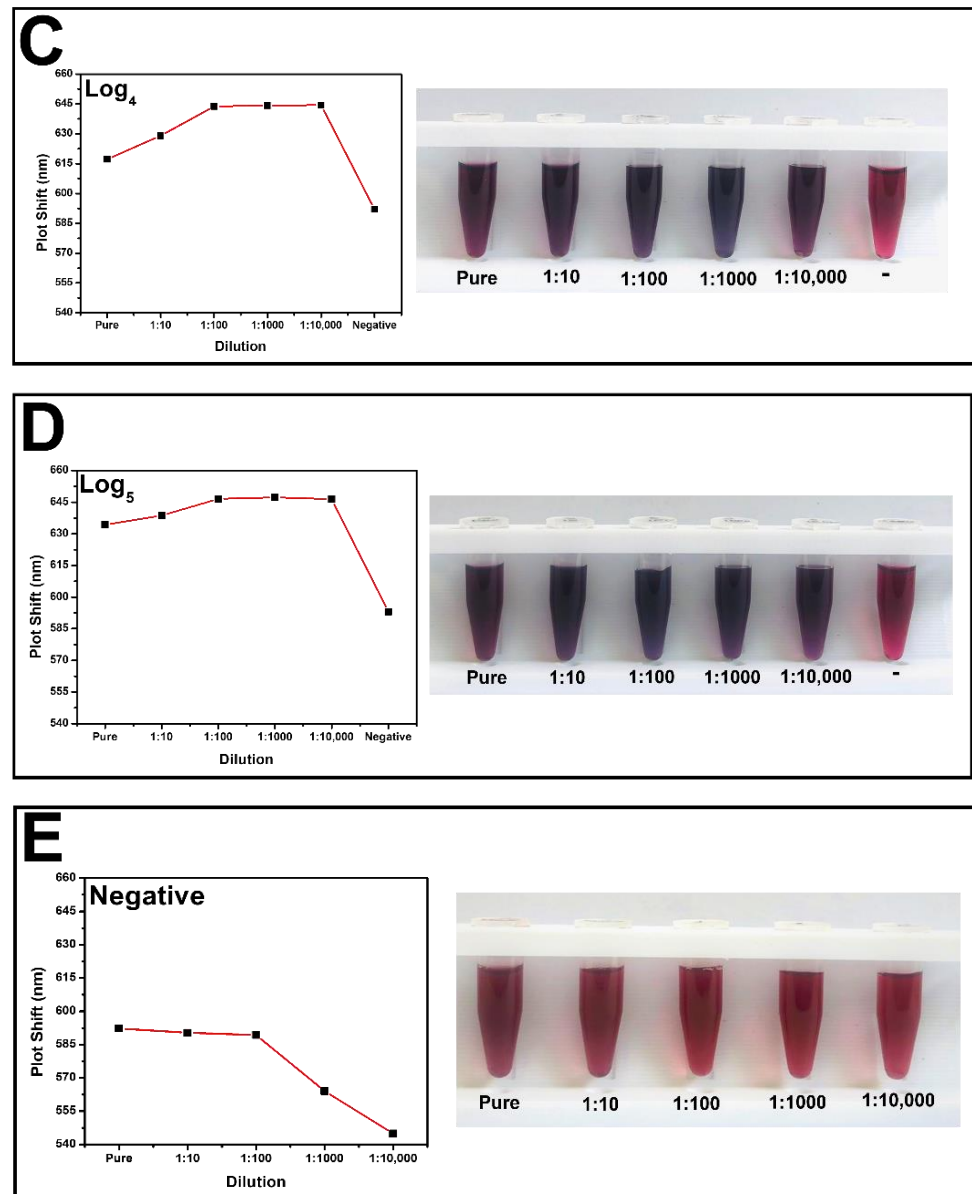 C
Log4
660
645
630
615
600
585
570
555
540
Plot Shift (nm)
Pure 1:10 1:100 1:1000 1:10,000 Negative
Dilution
Pure 1:10 1:100 1:1000 1:10,000 -
D
Log5
660
645
630
615
600
585
570
555
540
Plot Shift (nm)
Pure 1:10 1:100 1:1000 1:10,000 Negative
Dilution
Pure 1:10 1:100 1:1000 1:10,000 -
E
Negative
660
645
630
615
600
585
570
555
540
Plot Shift (nm)
Pure 1:10 1:100 1:1000 1:10,000
Dilution
Pure 1:10 1:100 1:1000 1:10,000